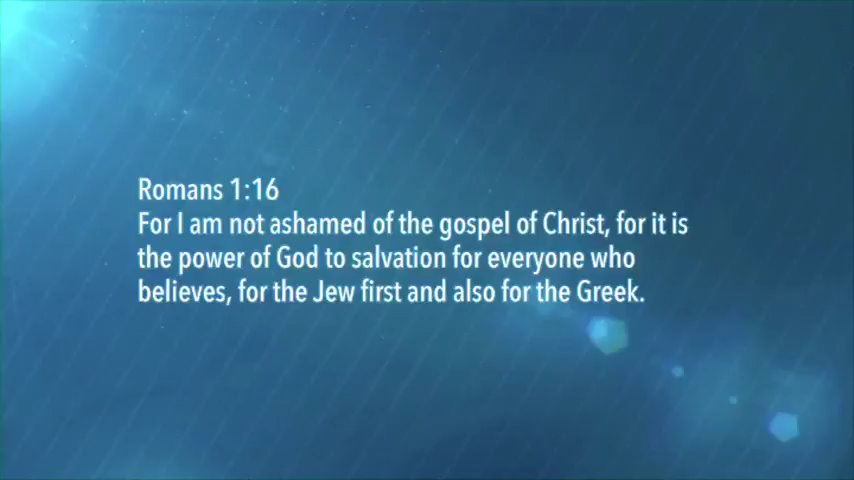 Romans 1:16
For I am not ashamed of the gospel of Christ, for it is
the power of God to salvation for everyone who
believes, for the Jew first and also for the Greek.